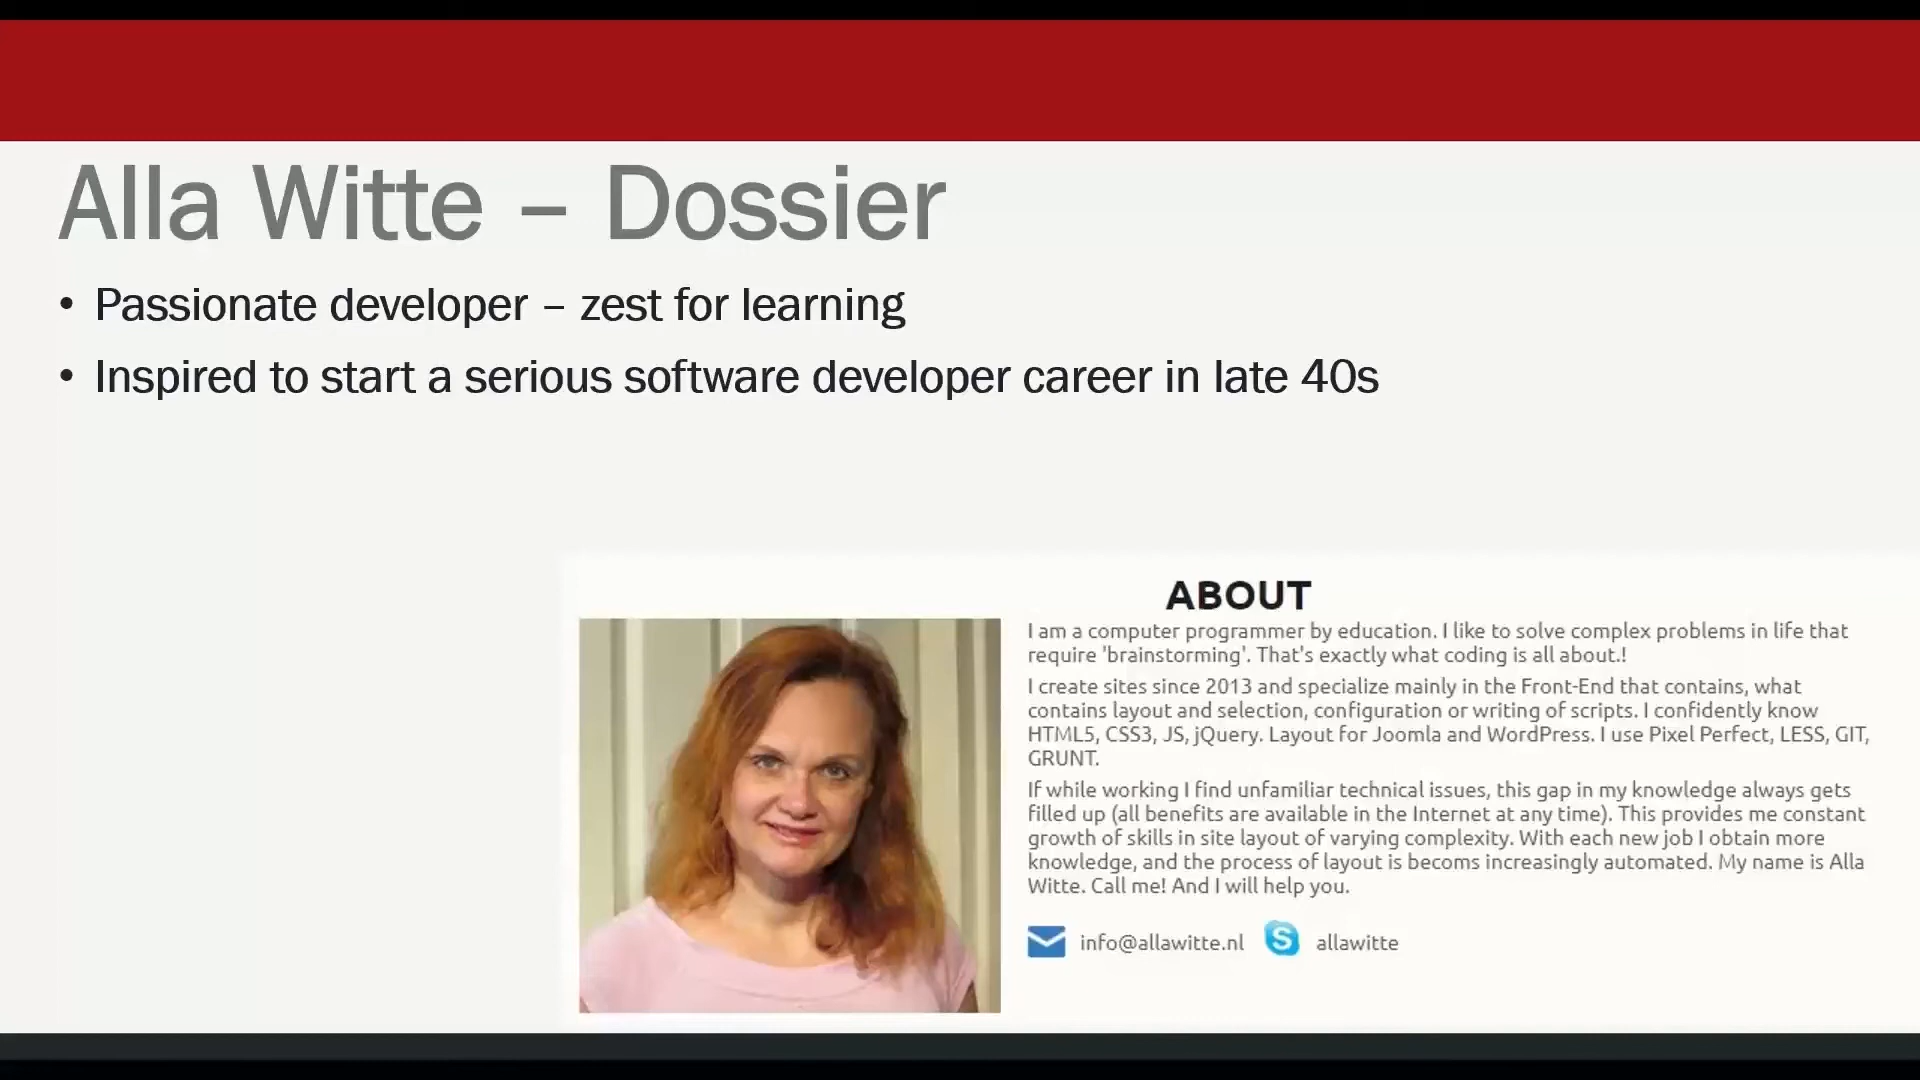 Alla Witte – Dossier
• Passionate developer – zest for learning
• Inspired to start a serious software developer career in late 40s
ABOUT
I am a computer programmer by education. I like to solve complex problems in life that
require 'brainstorming'. That's exactly what coding is all about.!
I create sites since 2013 and specialize mainly in the Front-End that contains, what
contains layout and selection, configuration or writing of scripts. I confidently know
HTML5, CSS3, JS, jQuery. Layout for Joomla and WordPress. I use Pixel Perfect, LESS, GIT,
GRUNT.
If while working I find unfamiliar technical issues, this gap in my knowledge always gets
filled up (all benefits are available in the Internet at any time). This provides me constant
growth of skills in site layout of varying complexity. With each new job I obtain more
knowledge, and the process of layout is becoms increasingly automated. My name is Alla
Witte. Call me! And I will help you.
info@allawitte.nl allawitte